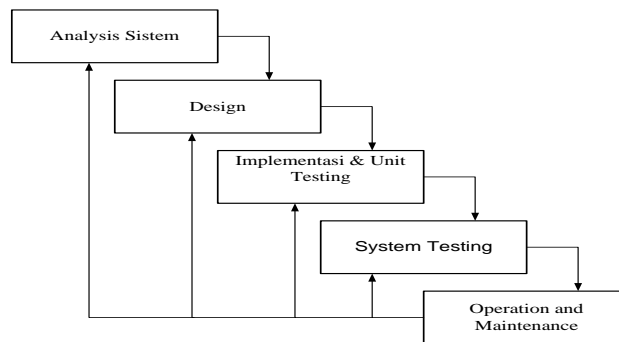 Analysis Sistem
Design
Implementasi & Unit
Testing
System Testing
Operation and
Maintenance